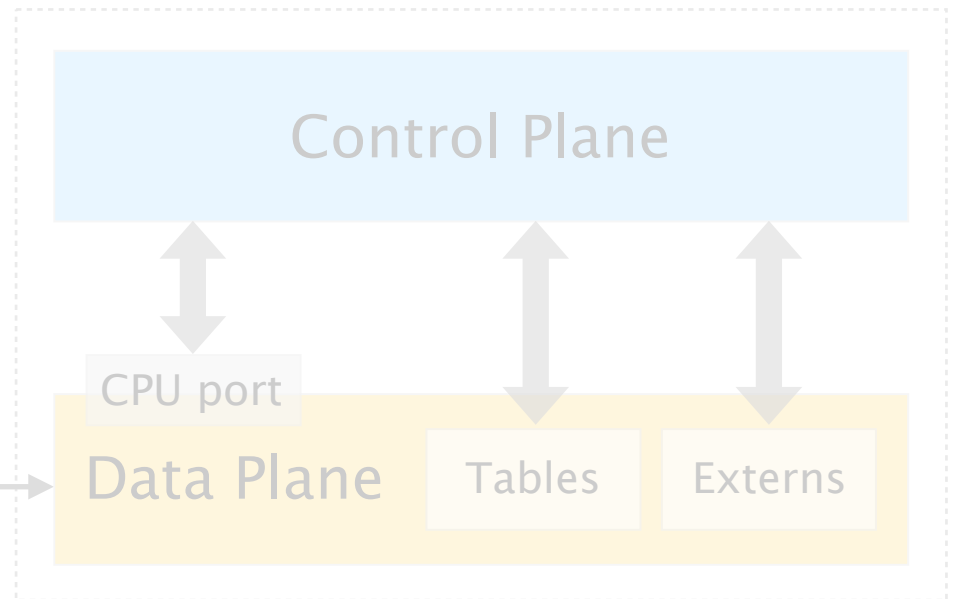 Control Plane
CPU port
Data Plane
Tables
Externs